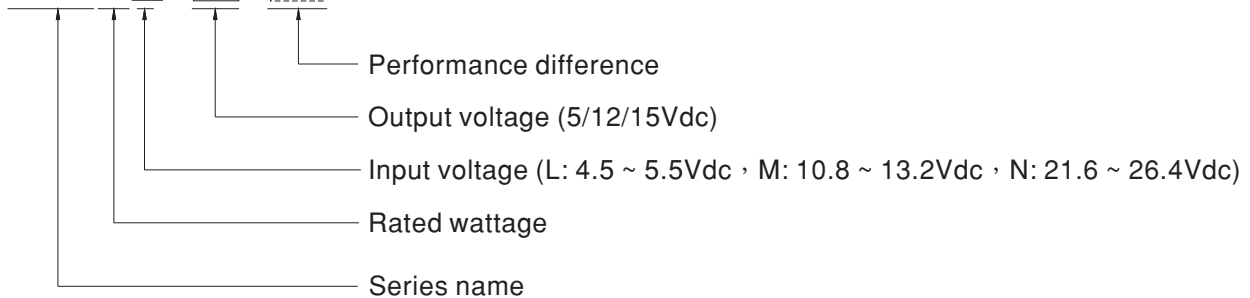 Performance difference
Output voltage (5/12/15Vdc)
Input voltage (L: 4.5 ~ 5.5Vdc，M: 10.8 ~ 13.2Vdc，N: 21.6 ~ 26.4Vdc)
Rated wattage
Series name